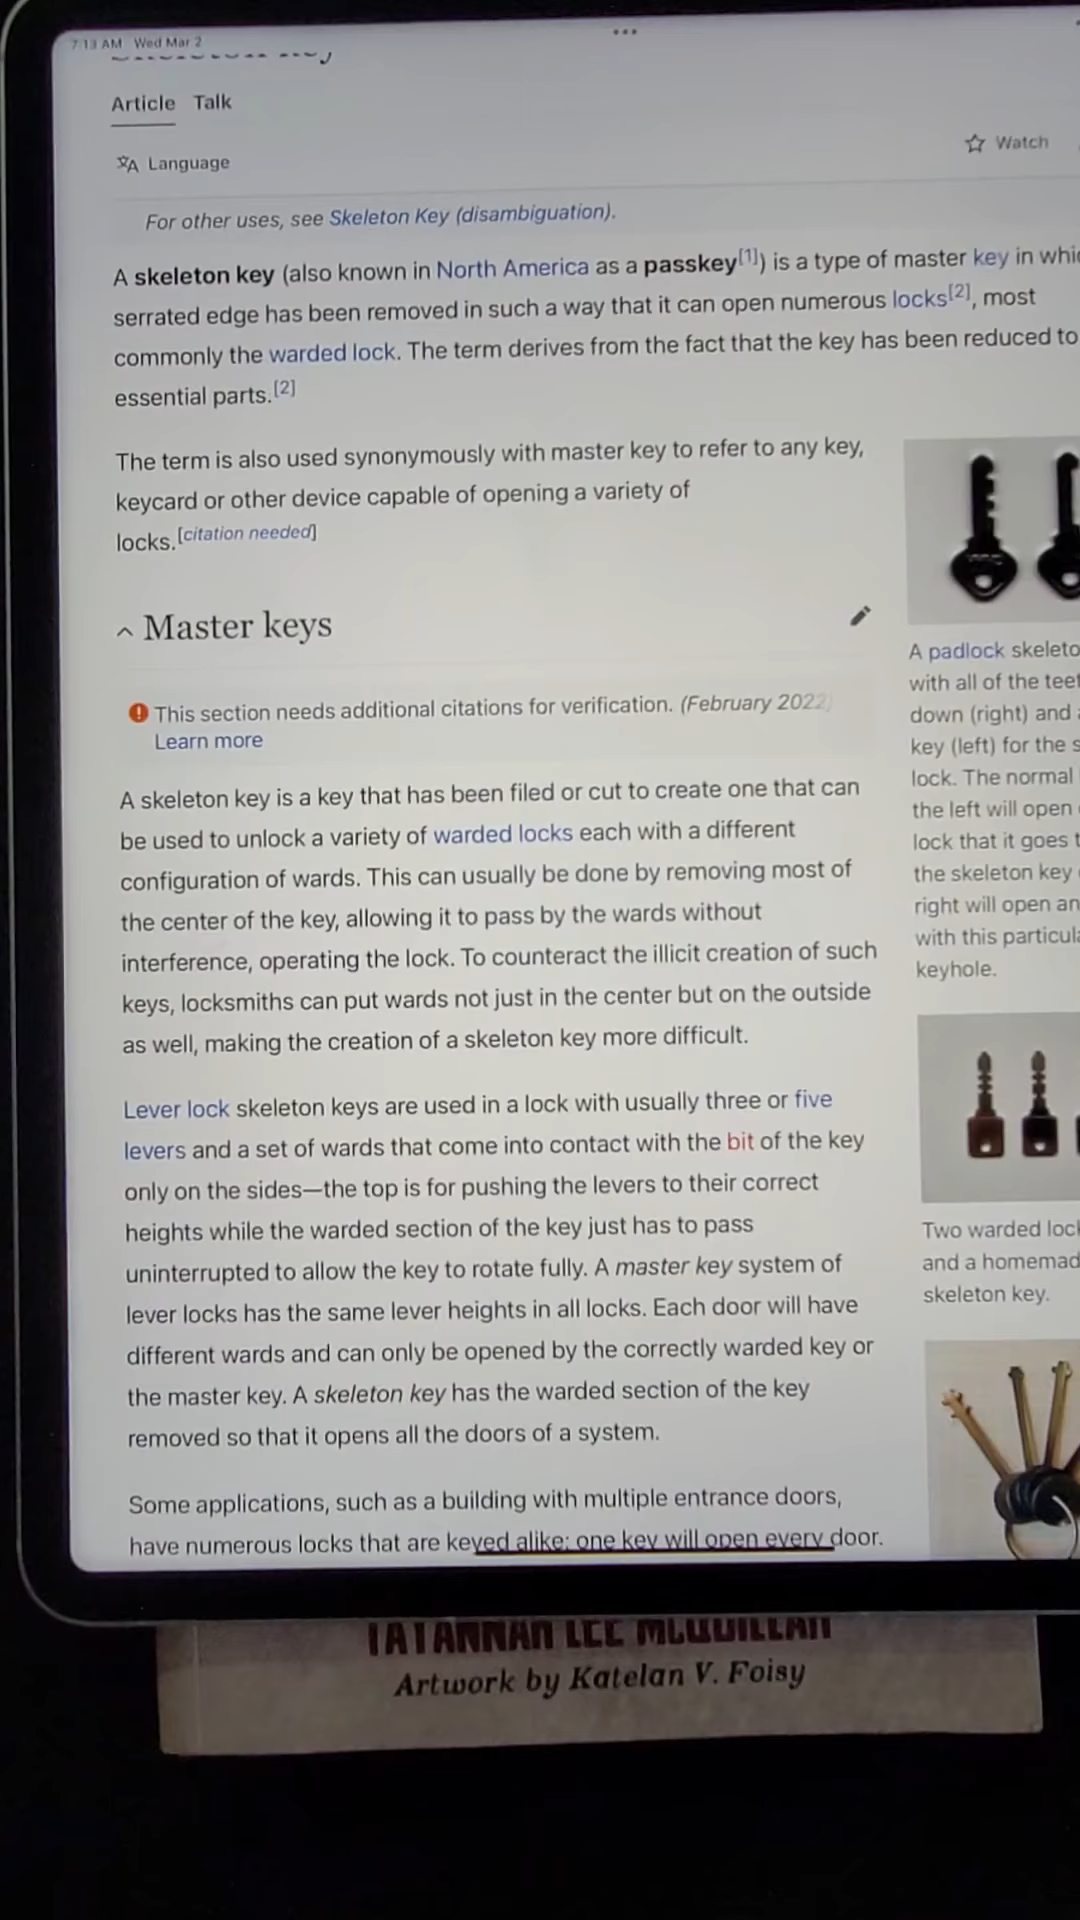 7:13 AM Wed Mar 2
Article Talk
Language
Watch
For other uses, see Skeleton Key (disambiguation).
A skeleton key (also known in North America as a passkey[1]) is a type of master key in
serrated edge has been removed in such a way that it can open numerous locks[2], most
commonly the warded lock. The term derives from the fact that the key has been reduced to
essential parts.[2]
The term is also used synonymously with master key to refer to any key,
keycard or other device capable of opening a variety of
locks.[citation needed]
Master keys
This section needs additional citations for verification. (February 2022)
Learn more
A skeleton key is a key that has been filed or cut to create one that can
be used to unlock a variety of warded locks each with a different
configuration of wards. This can usually be done by removing most of
the center of the key, allowing it to pass by the wards without
interference, operating the lock. To counteract the illicit creation of such
keys, locksmiths can put wards not just in the center but on the outside
as well, making the creation of a skeleton key more difficult.
Lever lock skeleton keys are used in a lock with usually three or five
levers and a set of wards that come into contact with the bit of the key
only on the sides—the top is for pushing the levers to their correct
heights while the warded section of the key just has to pass
uninterrupted to allow the key to rotate fully. A master key system of
lever locks has the same lever heights in all locks. Each door will have
different wards and can only be opened by the correctly warded key or
the master key. A skeleton key has the warded section of the key
removed so that it opens all the doors of a system.
Some applications, such as a building with multiple entrance doors,
have numerous locks that are keyed alike; one key will open every door.
A padlock
with all of the
down (right) and
key (left) for the
lock. The normal
the left will open
lock that it goes
the skeleton key
right will open
with this
keyhole.
Two warded
and a
skeleton key.
TATANNAH LEE MCQUILLAN
Artwork by Katelan V. Foisy